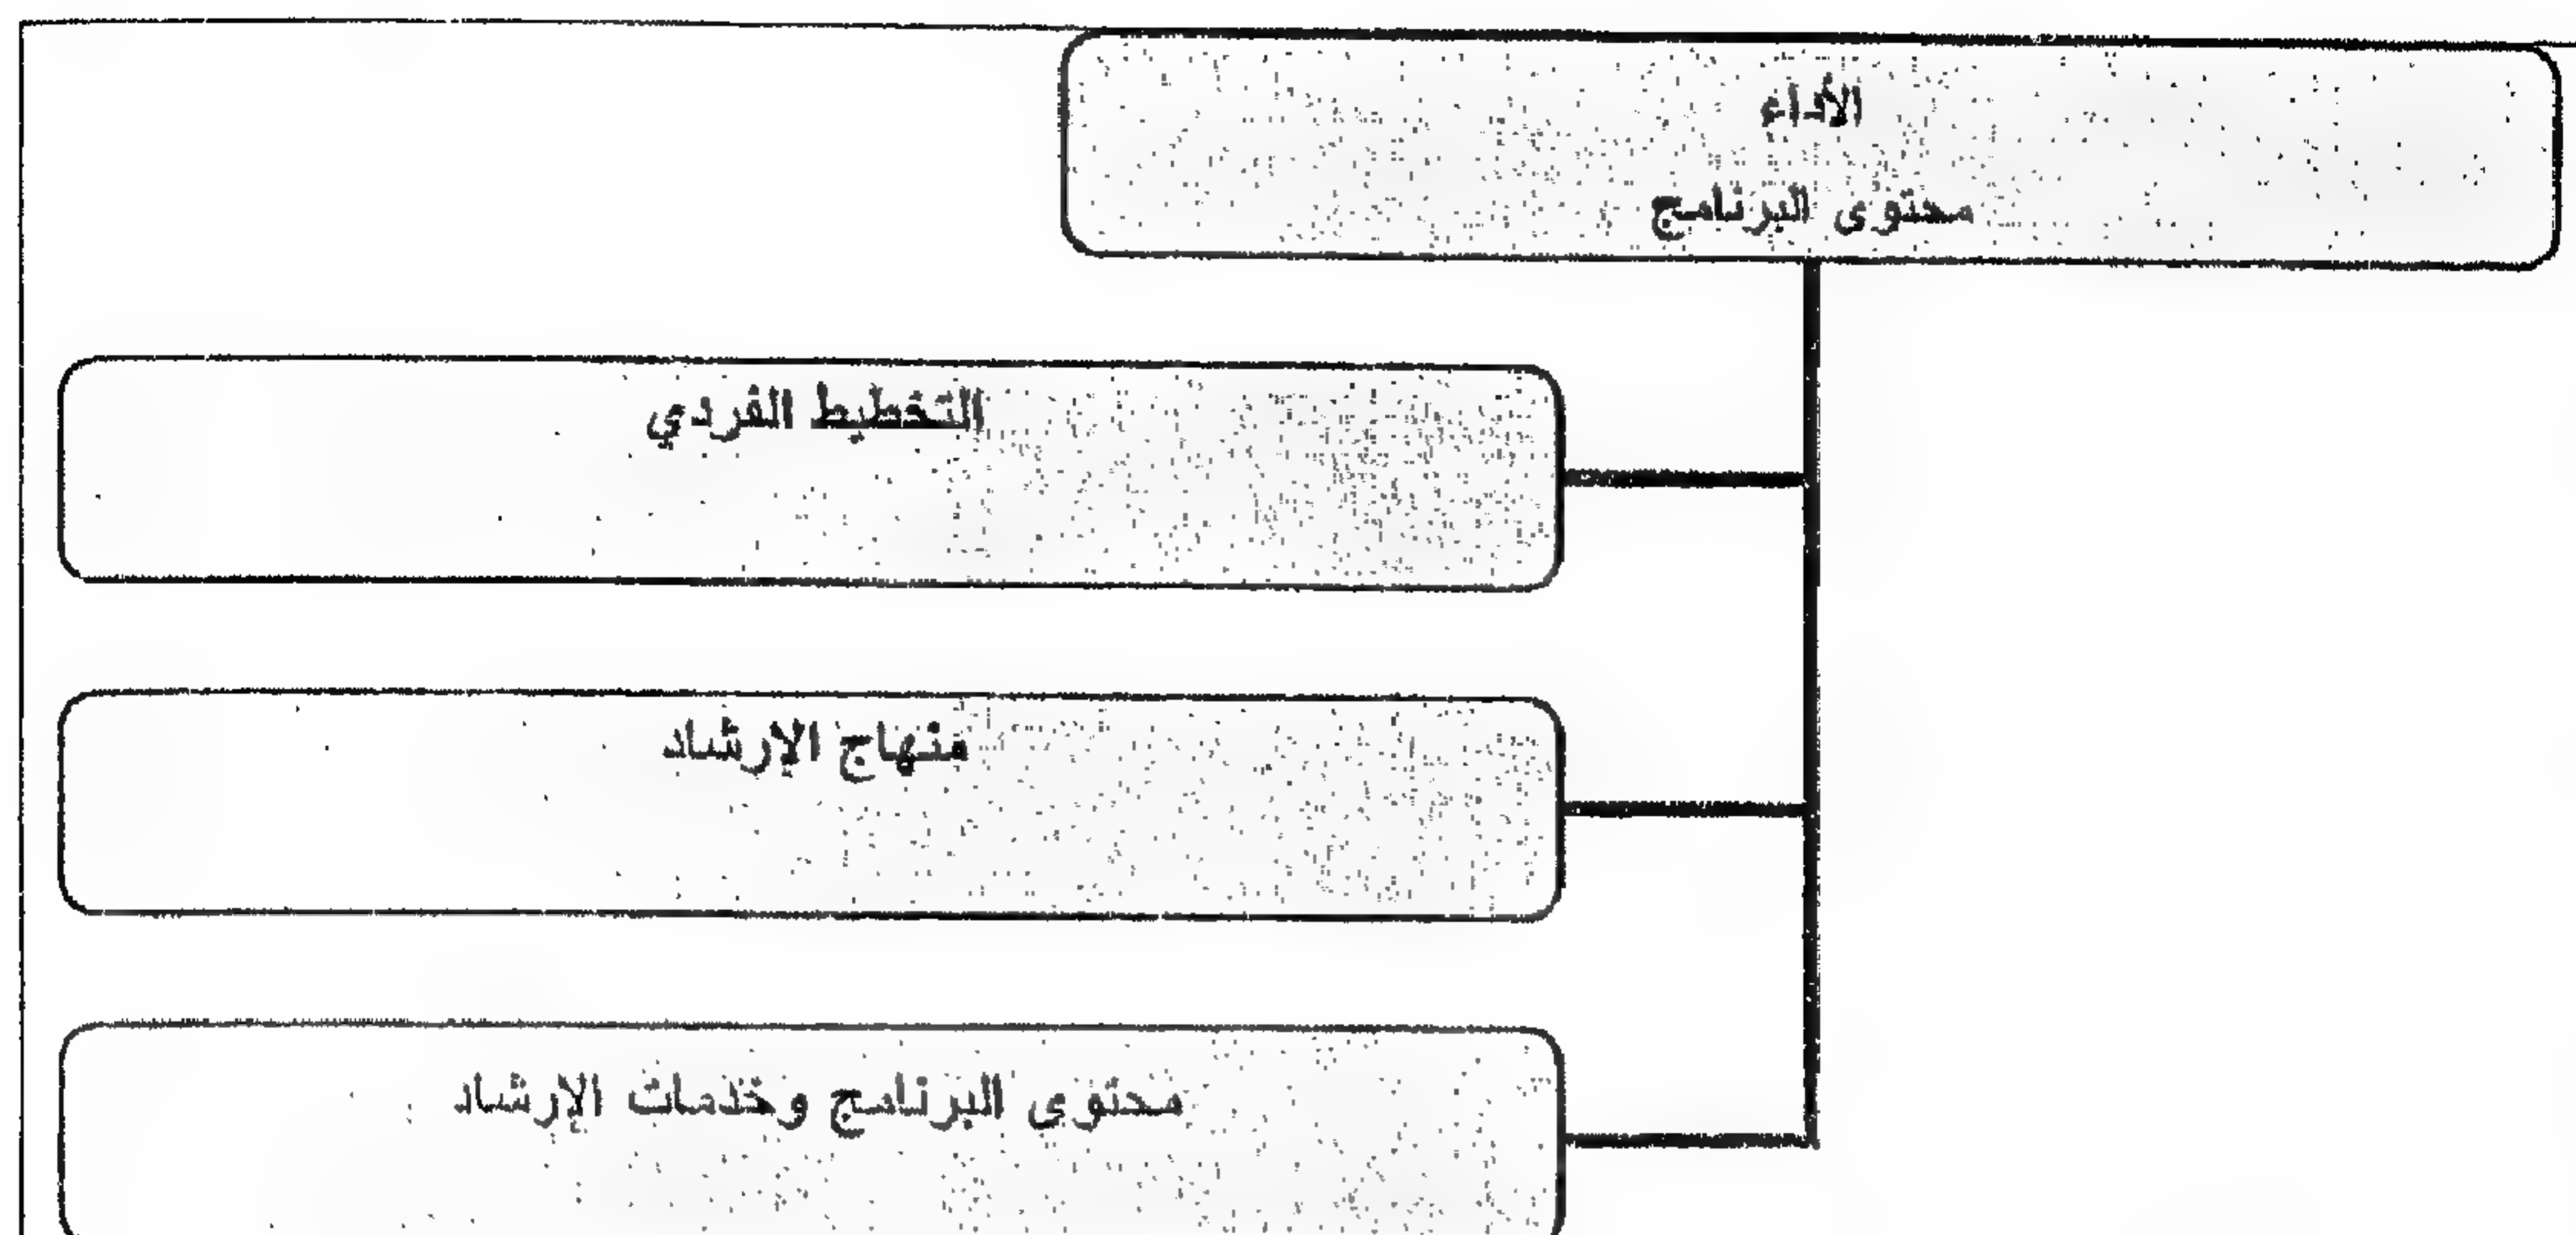 الأداء
محتوى البرنامج
التخطيط الفردي
منهاج الإرشاد
محتوى البرنامج وخدمات الإرشاد